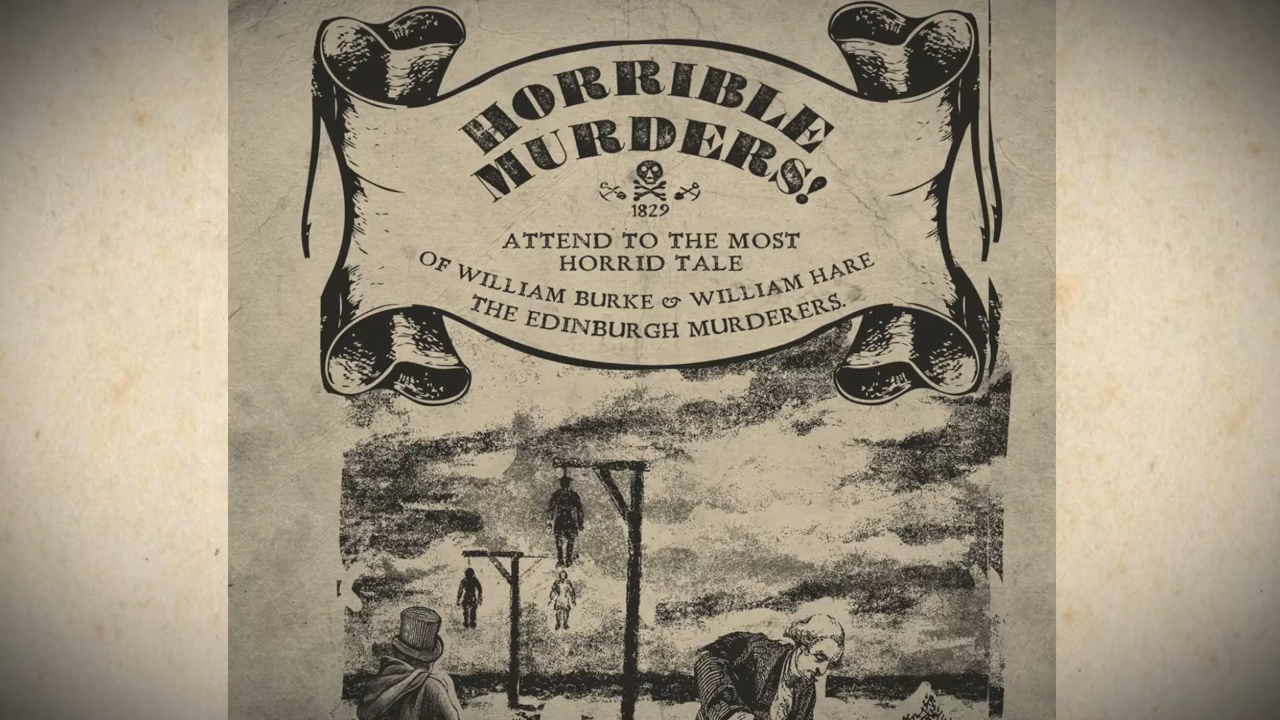 HORRIBLE
MURDERS!
1829
ATTEND TO THE MOST
HORRID TALE
OF WILLIAM BURKE & WILLIAM HARE
THE EDINBURGH MURDERERS.